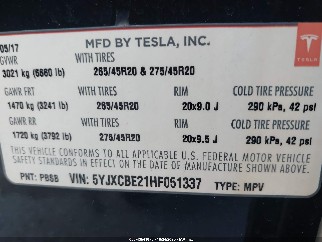 05/17 MFD BY TESLA, INC.
GVWR WITH TIRES
3021 kg (6660 lb) 265/45R20 & 275/45R20
TESLA
GAWR FRT WITH TIRES RIM COLD TIRE PRESSURE
1470 kg (3241 lb) 265/45R20 20x9.0 J 290 kPa, 42 psi
GAWR RR WITH TIRES RIM COLD TIRE PRESSURE
1720 kg (3792 lb) 275/45R20 20x9.5 J 290 kPa, 42 psi
THIS VEHICLE CONFORMS TO ALL APPLICABLE U.S. FEDERAL MOTOR VEHICLE
SAFETY STANDARDS IN EFFECT ON THE DATE OF MANUFACTURE SHOWN ABOVE.
PNT: PBSB VIN: 5YJXCBE21HF051337 TYPE: MPV